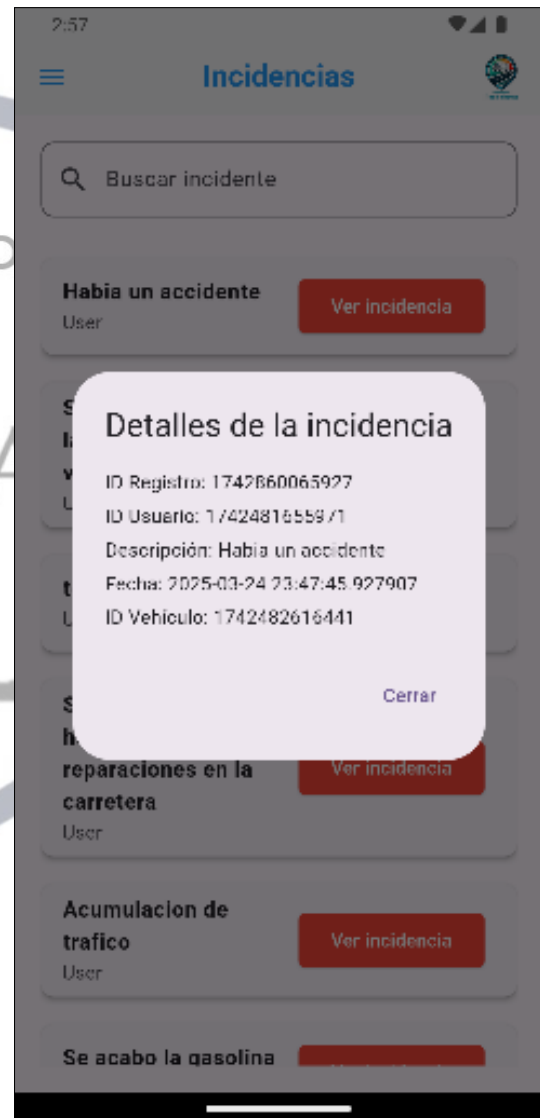 2:57
Incidencias
Buscar incidente
Habia un accidente
User
Ver incidencia
Detalles de la incidencia
ID Registro: 1742860065927
ID Usuario: 1742481655971
Descripción: Habia un accidente
Fecha: 2025-03-24 23:47:45.927907
ID Vehículo: 1742482616441
Cerrar
reparaciones en la
carretera
User
Ver incidencia
Acumulacion de
trafico
User
Ver incidencia
Se acabo la gasolina